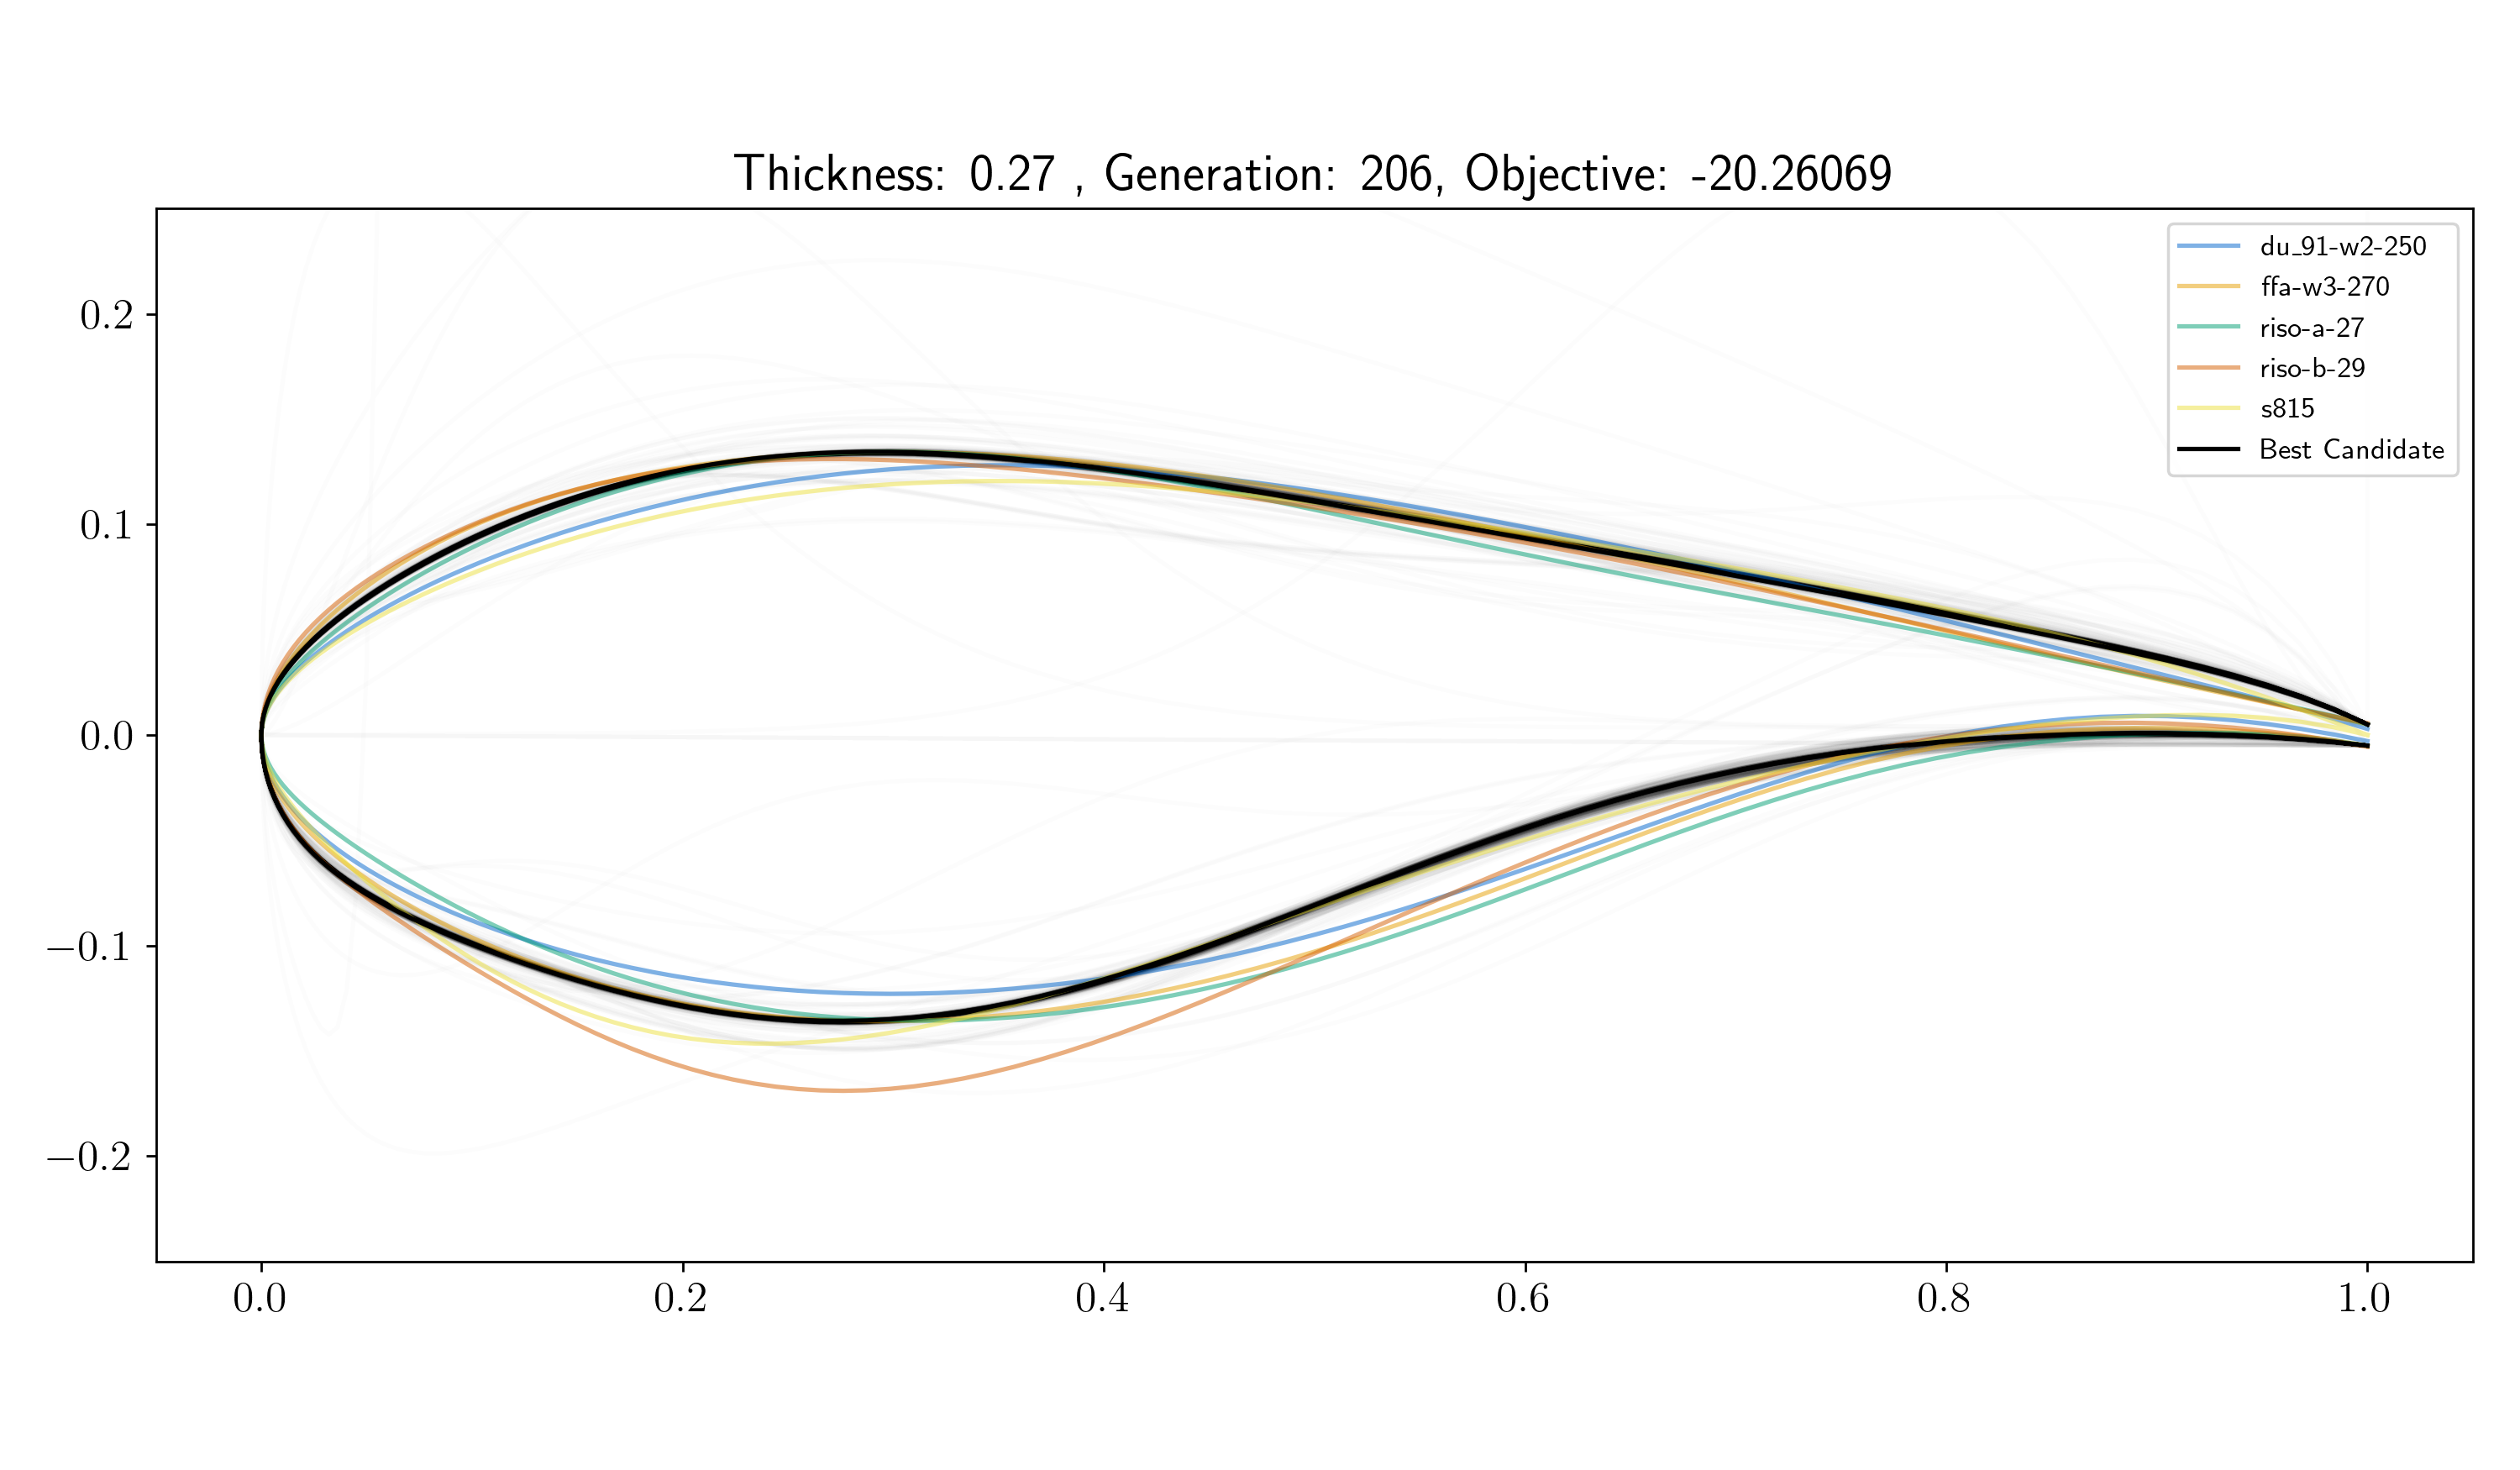 Thickness: 0.27 , Generation: 206, Objective: -20.26069
du_91-w2-250
ffa-w3-270
riso-a-27
riso-b-29
s815
Best Candidate
0.2
0.1
0.0
−0.1
−0.2
0.0 0.2 0.4 0.6 0.8 1.0